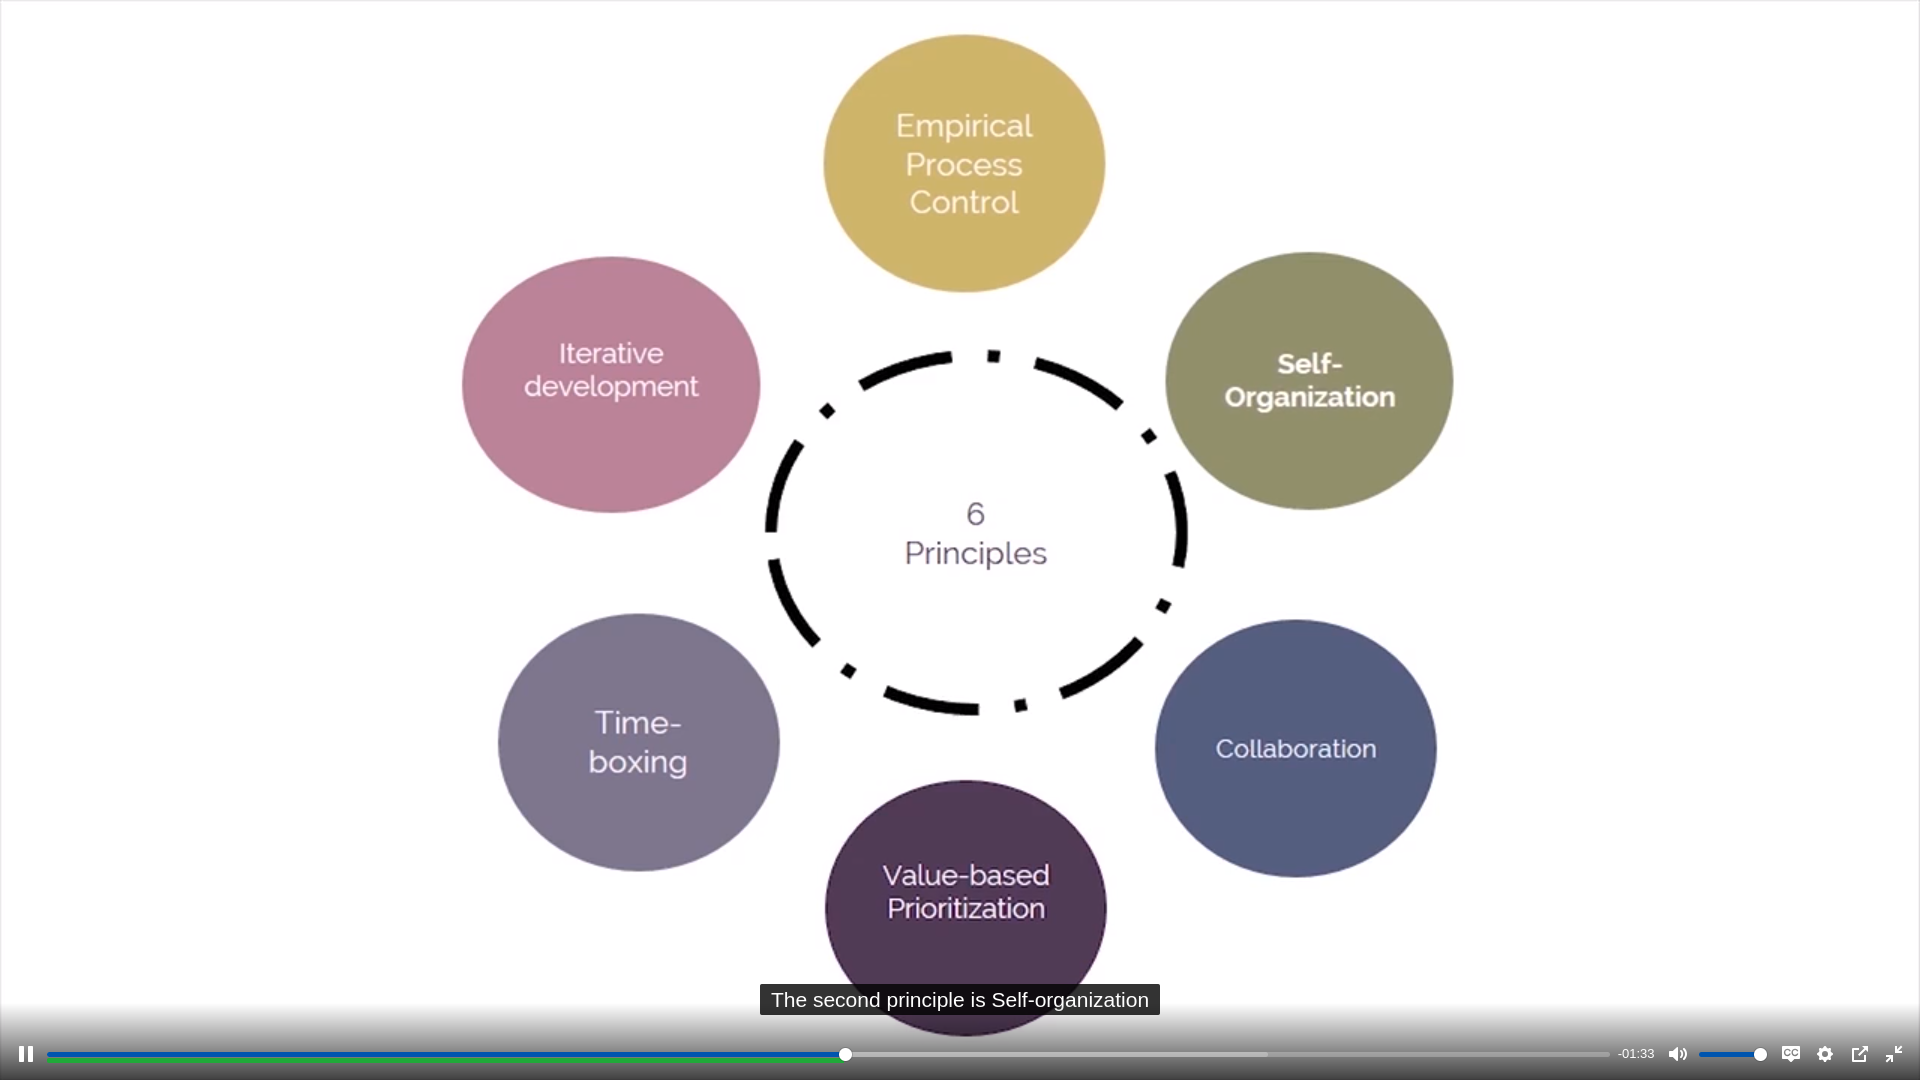 Empirical
Process
Control
Self-
Organization
Collaboration
Value-based
Prioritization
Time-
boxing
Iterative
development
6
Principles
The second principle is Self-organization
-01:33
CC